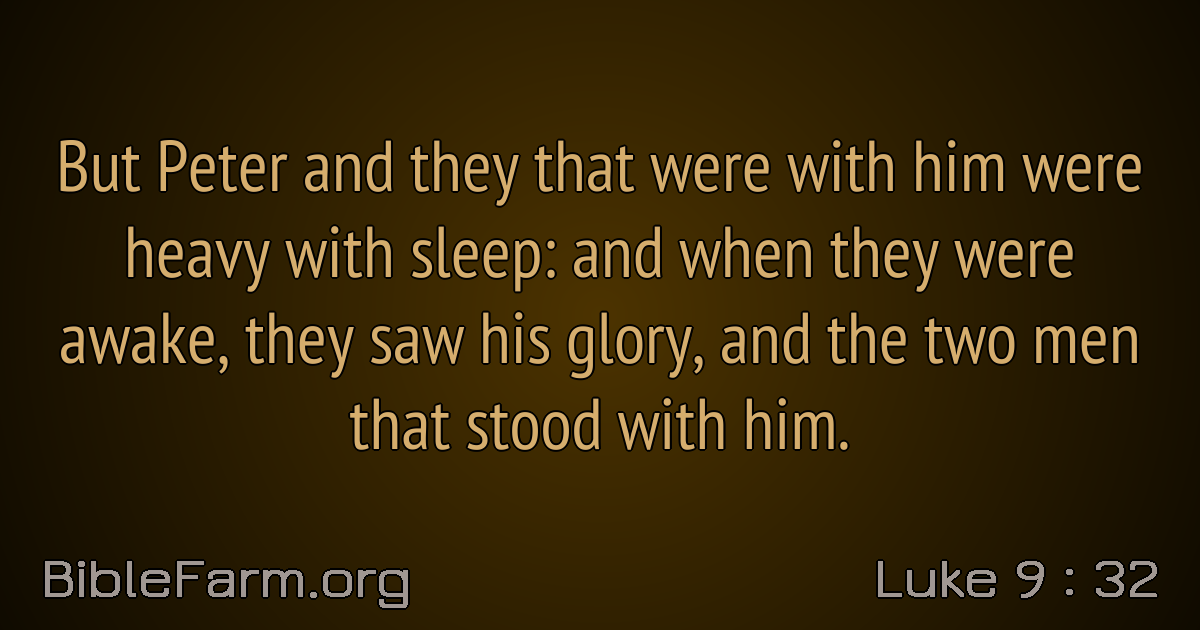 But Peter and they that were with him were
heavy with sleep: and when they were
awake, they saw his glory, and the two men
that stood with him.
BibleFarm.org
Luke 9 : 32